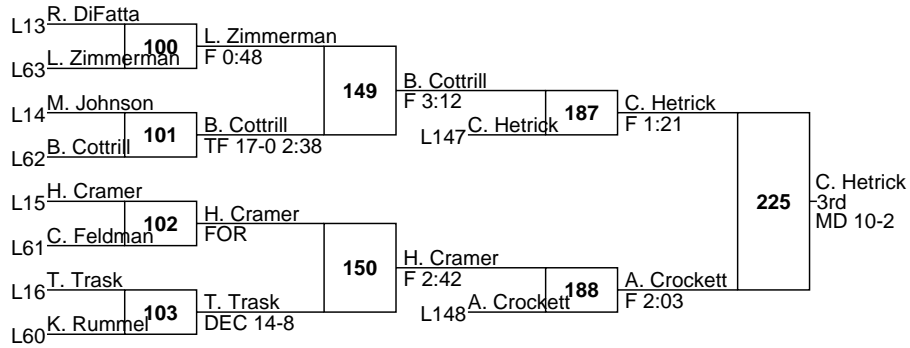 L13 R. DiFatta
100 L. Zimmerman
L63 L. Zimmerman F 0:48
149 B. Cottrill
L14 M. Johnson F 3:12 187 C. Hetrick
101 B. Cottrill L147 C. Hetrick F 1:21
L62 B. Cottrill TF 17-0 2:38
C. Hetrick
L15 H. Cramer 225 3rd
102 H. Cramer MD 10-2
L61 C. Feldman FOR
150 H. Cramer
L16 T. Trask F 2:42 188 A. Crockett
103 T. Trask L148 A. Crockett F 2:03
L60 K. Rummel DEC 14-8